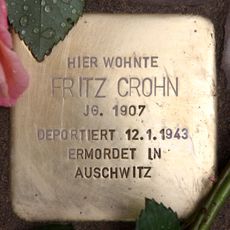 HIER WOHNTE
FRITZ CROHN
JG. 1907
DEPORTIERT 12.1.1943
ERMORDET IN
AUSCHWITZ